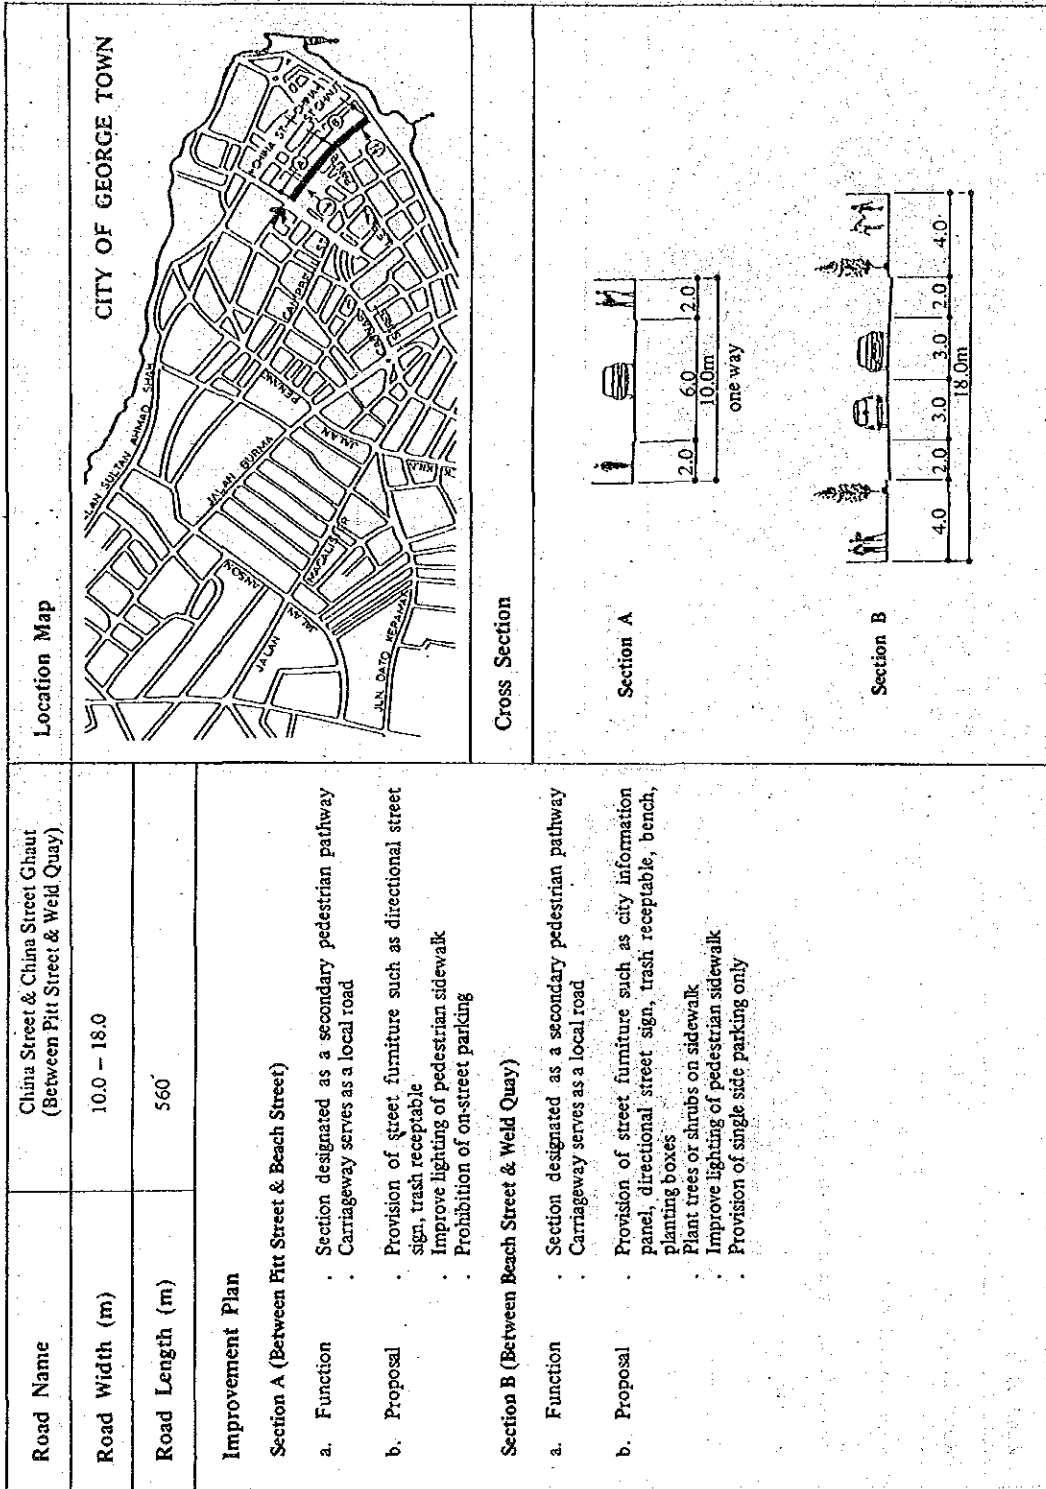 Road Name
China Street & China Street Ghaut
(Between Pitt Street & Weld Quay)
Road Width (m)
10.0 – 18.0
Road Length (m)
560
Improvement Plan
Section A (Between Pitt Street & Beach Street)
a. Function . Section designated as a secondary pedestrian pathway
. Carriageway serves as a local road
b. Proposal . Provision of street furniture such as directional street
sign, trash receptable
. Improve lighting of pedestrian sidewalk
. Prohibition of on-street parking
Section B (Between Beach Street & Weld Quay)
a. Function . Section designated as a secondary pedestrian pathway
. Carriageway serves as a local road
b. Proposal . Provision of street furniture such as city information
panel, directional street sign, trash receptable, bench,
planting boxes
. Plant trees or shrubs on sidewalk
. Improve lighting of pedestrian sidewalk
. Provision of single side parking only
Location Map
CITY OF GEORGE TOWN
SULTAN AHMAD SHAH
JALAN BURMA
PENANG
JALAN
CAMPBELL ST
CHINA ST
ANSON
JALAN
JALAN
MACALISTER
JLN. DATO KERAMAT
Cross Section
Section A
2.0 6.0 2.0
10.0m
one way
Section B
4.0 2.0 3.0 3.0 2.0 4.0
18.0m